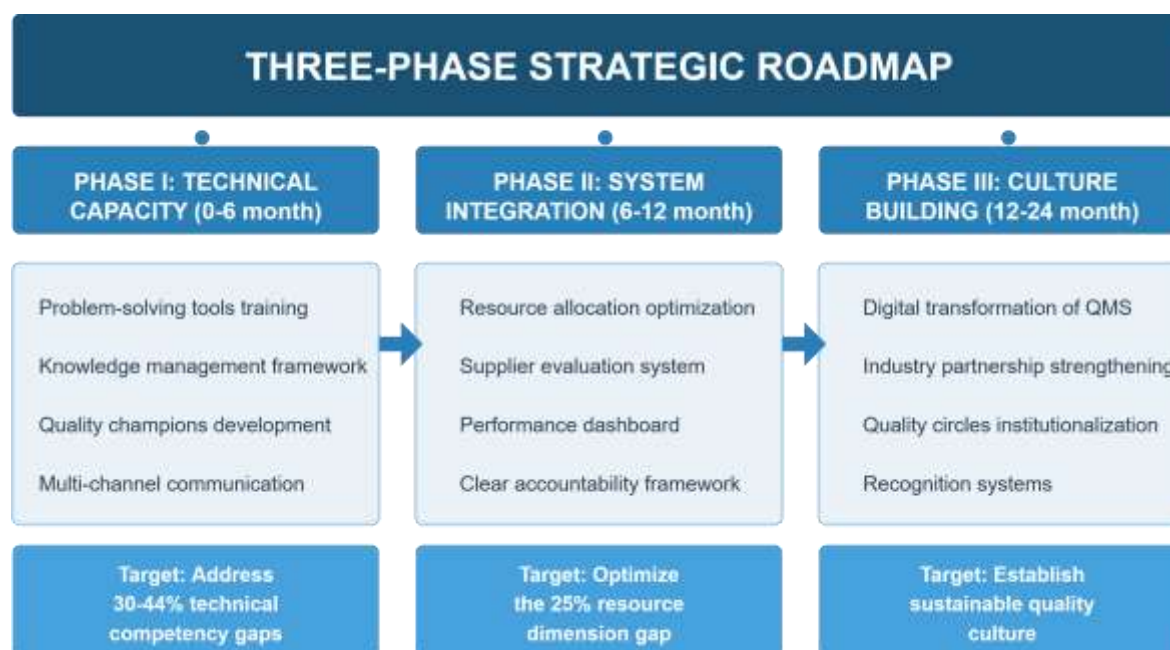 THREE-PHASE STRATEGIC ROADMAP
PHASE I: TECHNICAL
CAPACITY (0-6 month)
Problem-solving tools training
Knowledge management framework
Quality champions development
Multi-channel communication
Target: Address
30-44% technical
competency gaps
PHASE II: SYSTEM
INTEGRATION (6-12 month)
Resource allocation optimization
Supplier evaluation system
Performance dashboard
Clear accountability framework
Target: Optimize
the 25% resource
dimension gap
PHASE III: CULTURE
BUILDING (12-24 month)
Digital transformation of QMS
Industry partnership strengthening
Quality circles institutionalization
Recognition systems
Target: Establish
sustainable quality
culture